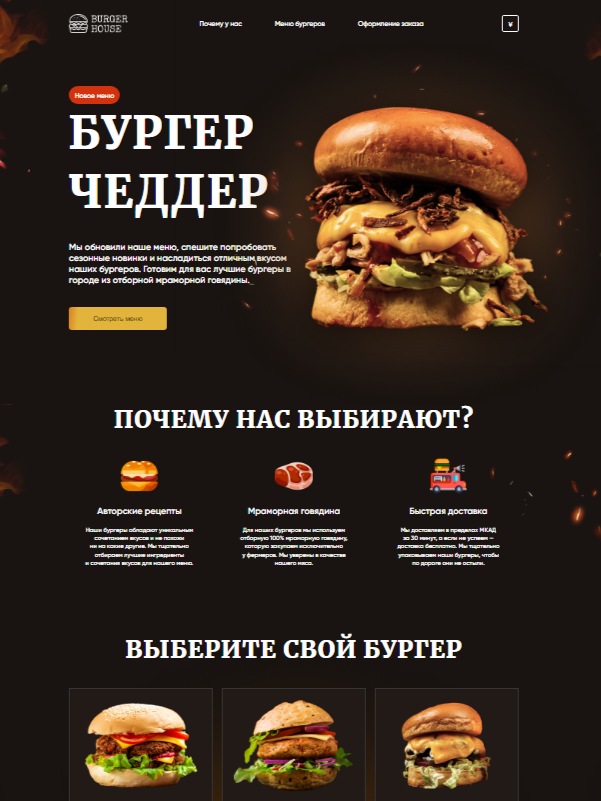 BURGER
HOUSE
Почему у нас
Меню бургеров
Оформление заказа
¥
Новое меню
БУРГЕР
ЧЕДДЕР
Мы обновили наше меню, спешите попробовать
сезонные новинки и насладиться отличным вкусом
наших бургеров. Готовим для вас лучшие бургеры в
городе из отборной мраморной говядины.
Смотреть меню
ПОЧЕМУ НАС ВЫБИРАЮТ?
Авторские рецепты
Наши бургеры обладают уникальным
сочетанием вкусов и не похожи
ни на какие другие. Мы тщательно
отбираем лучшие ингредиенты
и сочетания вкусов для нашего меню.
Мраморная говядина
Для наших бургеров мы используем
отборную 100% мраморную говядину,
которую закупаем исключительно
у фермеров. Мы уверены в качестве
нашего мяса.
Быстрая доставка
Мы доставляем в пределах МКАД
за 30 минут, а если не успеем —
доставка бесплатно. Мы тщательно
упаковываем наши бургеры, чтобы
по дороге они не остыли.
ВЫБЕРИТЕ СВОЙ БУРГЕР